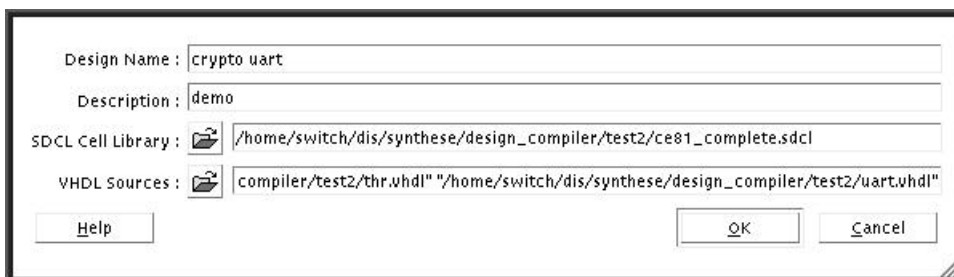 Design Name : crypto uart
Description : demo
SDCL Cell Library : /home/switch/dis/synthese/design_compiler/test2/ce81_complete.sdcl
VHDL Sources : compiler/test2/thr.vhdl" "/home/switch/dis/synthese/design_compiler/test2/uart.vhdl"
Help OK Cancel